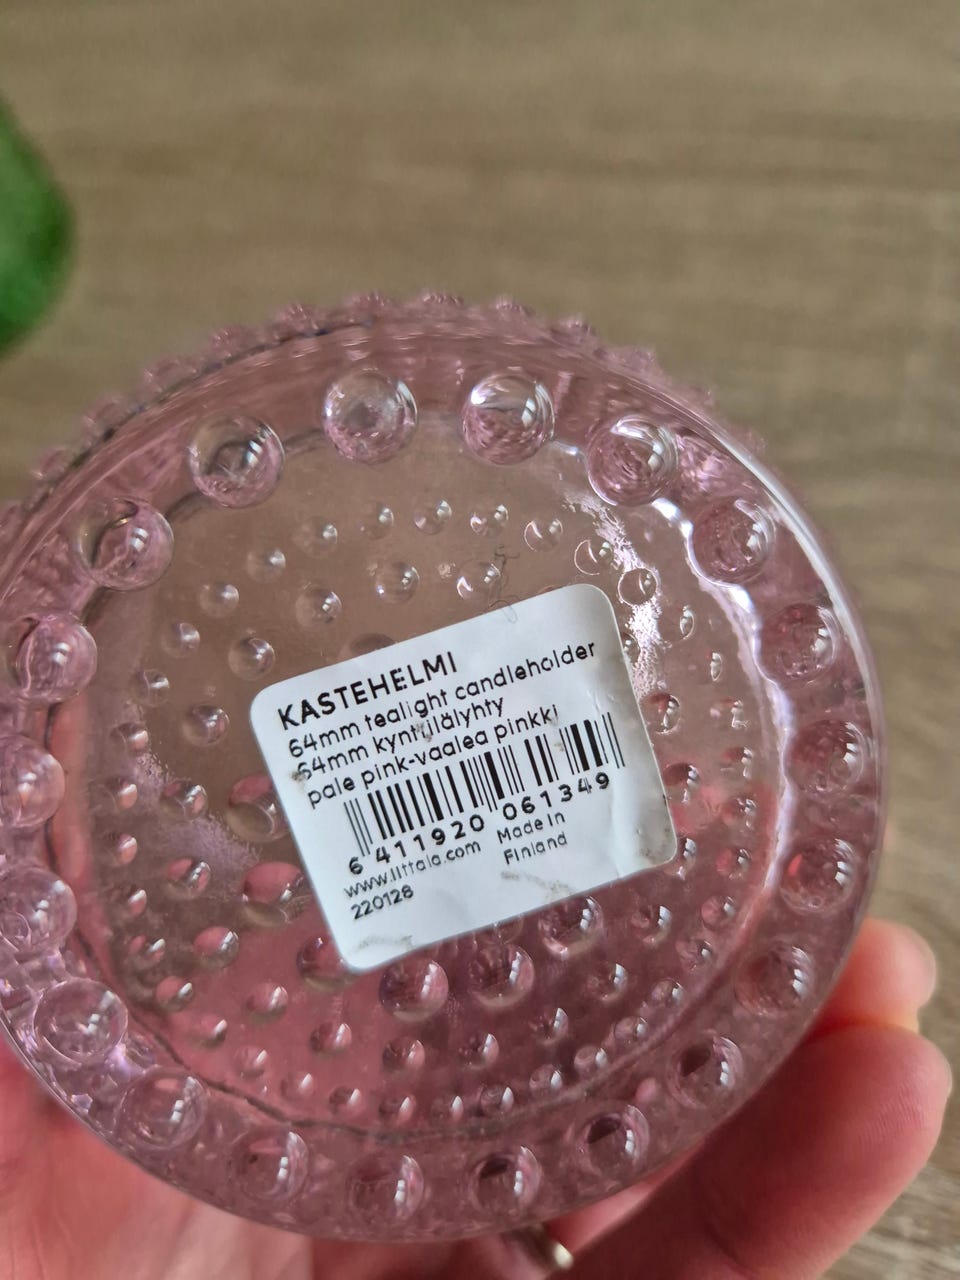 KASTEHELMI
64mm tealight candleholder
64mm kynttilälyhty
pale pink-vaalea pinkki
6 411920 061349
www.iittala.com Made in
220128 Finland